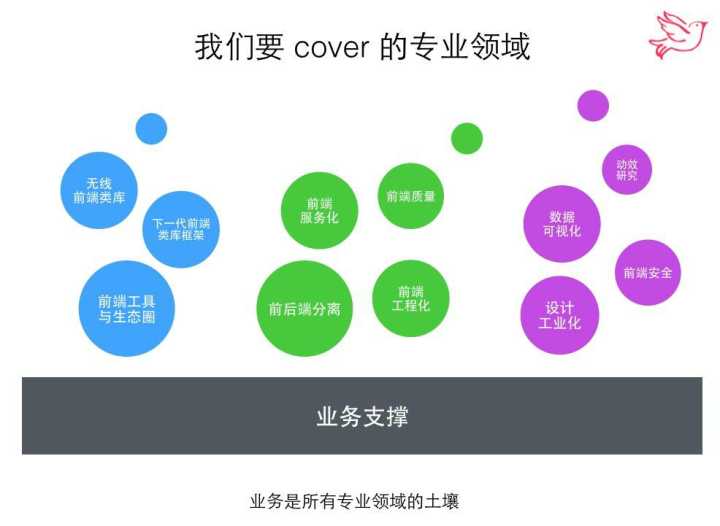 我们要 cover 的专业领域
无线
前端类库
下一代前端
类库框架
前端工具
与生态圈
前端
服务化
前端质量
前后端分离
前端
工程化
动效
研究
数据
可视化
前端安全
设计
工业化
业务支撑
业务是所有专业领域的土壤